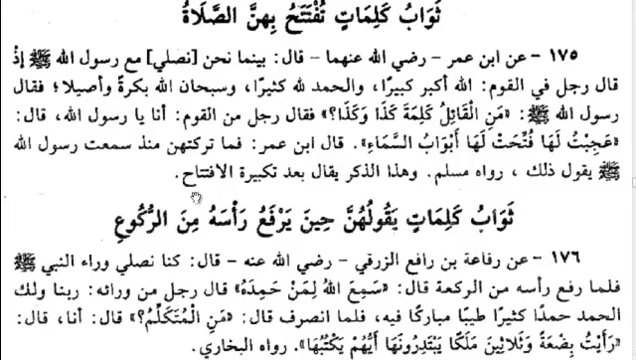 ثَوَابُ كَلِمَاتٍ تُفْتَتَحُ بِهِنَّ الصَّلَاةُ
١٧٥ - عن ابن عمر - رضي الله عنهما - قال: بينما نحن [نصلي] مع رسول الله ﷺ إذْ
قال رجل في القوم: الله أكبر كبيرًا، والحمد لله كثيرًا، وسبحان الله بكرةً وأصيلا؛ فقال
رسول الله ﷺ: «مَنِ الْقَائِلُ كَلِمَةَ كَذَا وَكَذَا؟» فقال رجل من القوم: أنا يا رسول الله، قال:
«عَجِبْتُ لَهَا فُتِّحَتْ لَهَا أَبْوَابُ السَّمَاءِ». قال ابن عمر: فما تركتهن منذ سمعت رسول الله
ﷺ يقول ذلك ، رواه مسلم. وهذا الذكر يقال بعد تكبيرة الافتتاح.
ثَوَابُ كَلِمَاتٍ يَقُولُهُنَّ حِينَ يَرْفَعُ رَأْسَهُ مِنَ الرُّكُوعِ
١٧٦ - عن رفاعة بن رافع الزرقي - رضي الله عنه - قال: كنا نصلي وراء النبي ﷺ
فلما رفع رأسه من الركعة قال: «سَمِعَ اللهُ لِمَنْ حَمِدَهُ» قال رجل من ورائه: ربنا ولك
الحمد حمدًا كثيرًا طيبا مباركًا فيه، فلما انصرف قال: «مَنِ الْمُتَكَلِّمُ؟» قال: أنا، قال:
«رَأَيْتُ بِضْعَةً وَثَلَاثِينَ مَلَكًا يَبْتَدِرُونَهَا أَيُّهُمْ يَكْتُبُهَا». رواه البخاري.